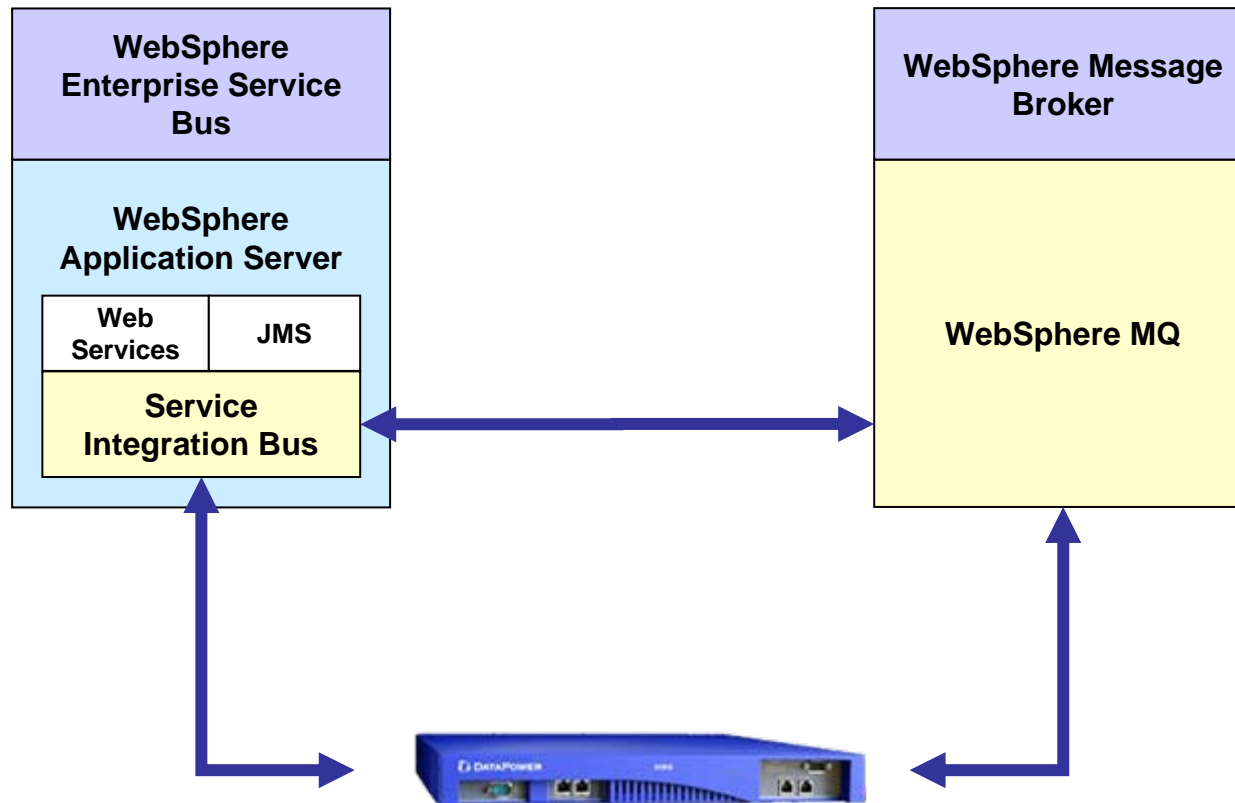 WebSphere
Enterprise Service
Bus
WebSphere
Application Server
Web
Services
JMS
Service
Integration Bus
WebSphere Message
Broker
WebSphere MQ
DATAPOWER